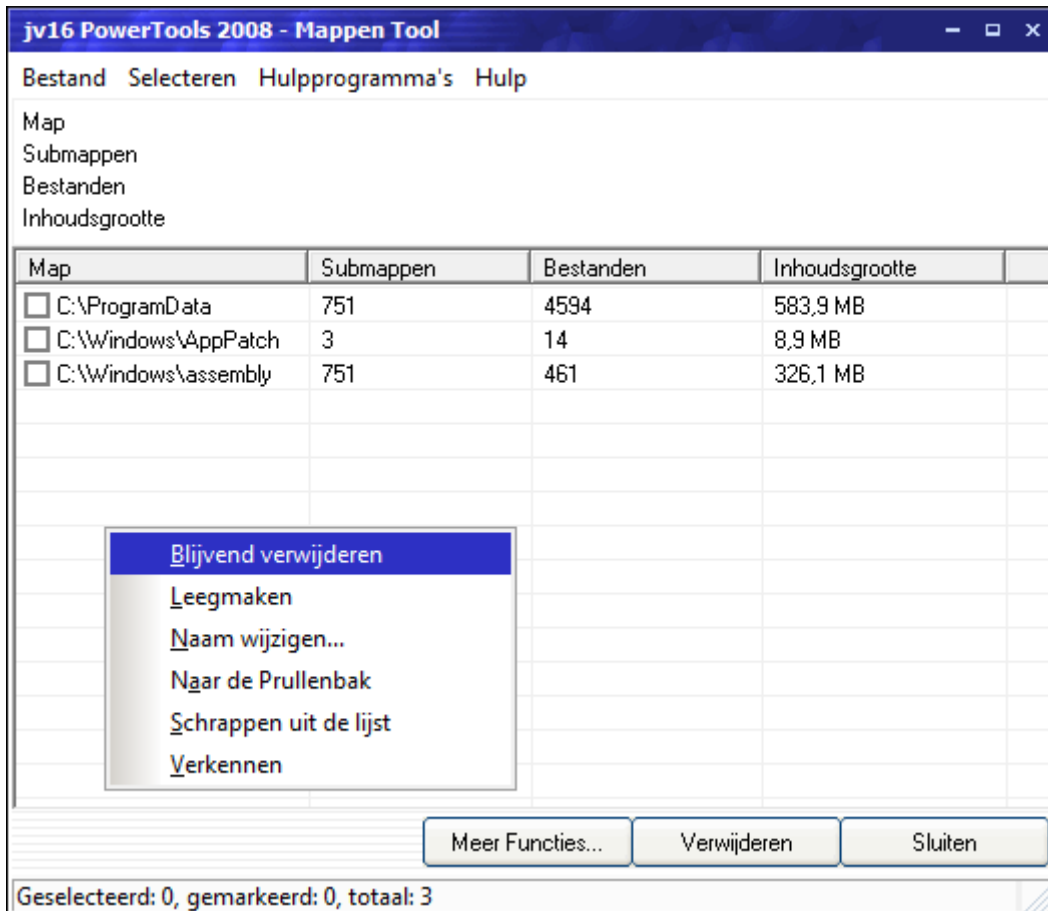 jv16 PowerTools 2008 - Mappen Tool
Bestand Selecteren Hulpprogramma's Hulp
Map
Submappen
Bestanden
Inhoudsgrootte
Map Submappen Bestanden Inhoudsgrootte
C:\ProgramData 751 4594 583,9 MB
C:\Windows\AppPatch 3 14 8,9 MB
C:\Windows\assembly 751 461 326,1 MB
Blijvend verwijderen
Leegmaken
Naam wijzigen...
Naar de Prullenbak
Schrappen uit de lijst
Verkennen
Meer Functies... Verwijderen Sluiten
Geselecteerd: 0, gemarkeerd: 0, totaal: 3